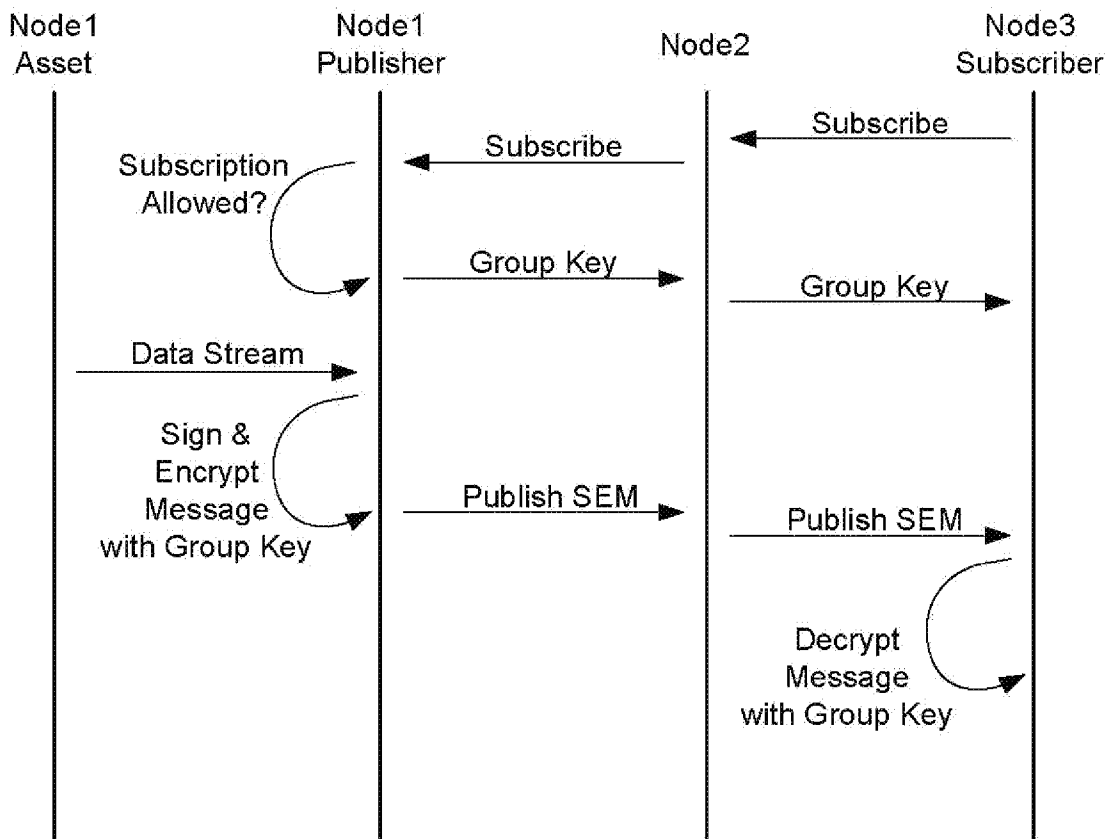 Node1
Asset
Node1
Publisher
Node2
Node3
Subscriber
Subscribe
Subscribe
Subscription
Allowed?
Group Key
Group Key
Data Stream
Sign &
Encrypt
Message
with Group Key
Publish SEM
Publish SEM
Decrypt
Message
with Group Key